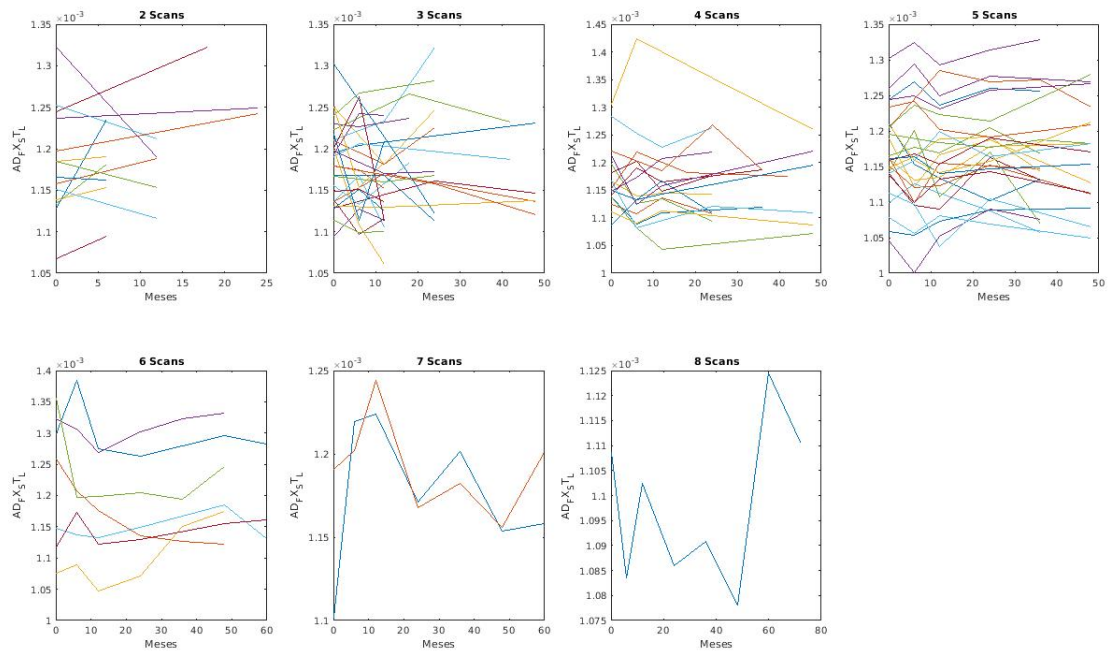 2 Scans
×10⁻³
1.35
1.3
1.25
1.2
1.15
1.1
1.05
0 5 10 15 20 25
AD_FX_ST_L
Meses
3 Scans
×10⁻³
1.35
1.3
1.25
1.2
1.15
1.1
1.05
0 10 20 30 40 50
AD_FX_ST_L
Meses
4 Scans
×10⁻³
1.45
1.4
1.35
1.3
1.25
1.2
1.15
1.1
1.05
1
0 10 20 30 40 50
AD_FX_ST_L
Meses
5 Scans
×10⁻³
1.35
1.3
1.25
1.2
1.15
1.1
1.05
1
0 10 20 30 40 50
AD_FX_ST_L
Meses
6 Scans
×10⁻³
1.4
1.35
1.3
1.25
1.2
1.15
1.1
1.05
1
0 10 20 30 40 50 60
AD_FX_ST_L
Meses
7 Scans
×10⁻³
1.25
1.2
1.15
1.1
0 10 20 30 40 50 60
AD_FX_ST_L
Meses
8 Scans
×10⁻³
1.125
1.12
1.115
1.11
1.105
1.1
1.095
1.09
1.085
1.08
1.075
0 20 40 60 80
AD_FX_ST_L
Meses